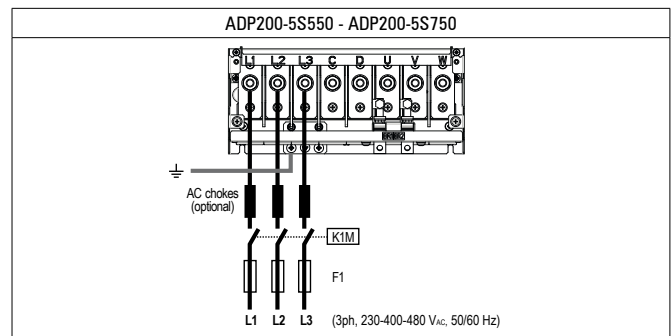 ADP200-5S550 - ADP200-5S750
L1 L2 L3 C D U V W
AC chokes
(optional)
K1M
F1
L1 L2 L3 (3ph, 230-400-480 VAC, 50/60 Hz)